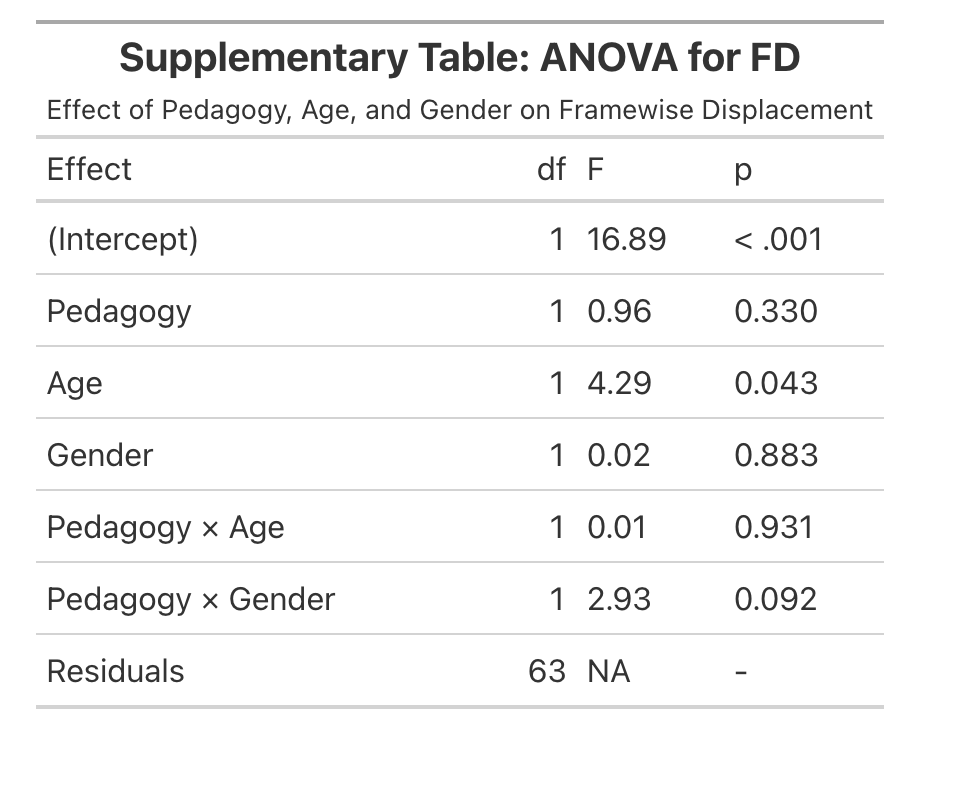 Supplementary Table: ANOVA for FD
Effect of Pedagogy, Age, and Gender on Framewise Displacement
Effect df F p
(Intercept) 1 16.89 < .001
Pedagogy 1 0.96 0.330
Age 1 4.29 0.043
Gender 1 0.02 0.883
Pedagogy × Age 1 0.01 0.931
Pedagogy × Gender 1 2.93 0.092
Residuals 63 NA -